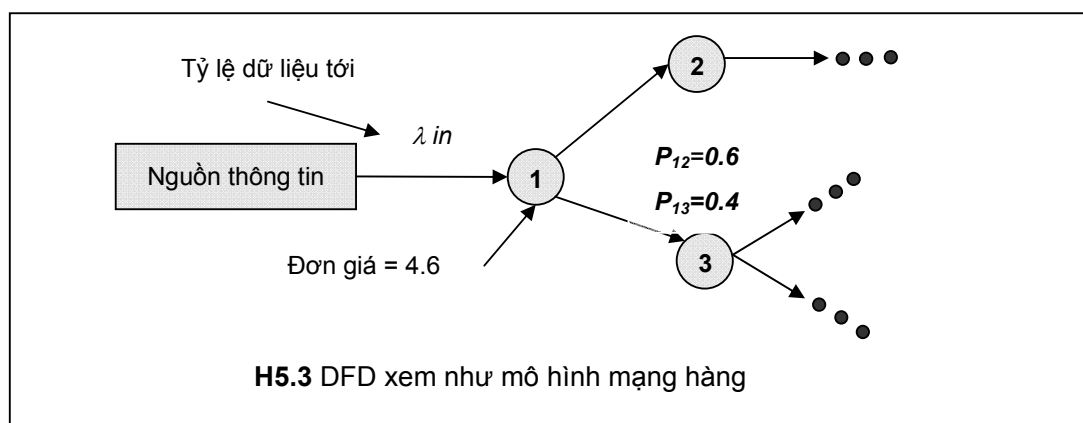 Tỷ lệ dữ liệu tới
2
λ in
P12=0.6
Nguồn thông tin
1
P13=0.4
Đơn giá = 4.6
3
H5.3 DFD xem như mô hình mạng hàng